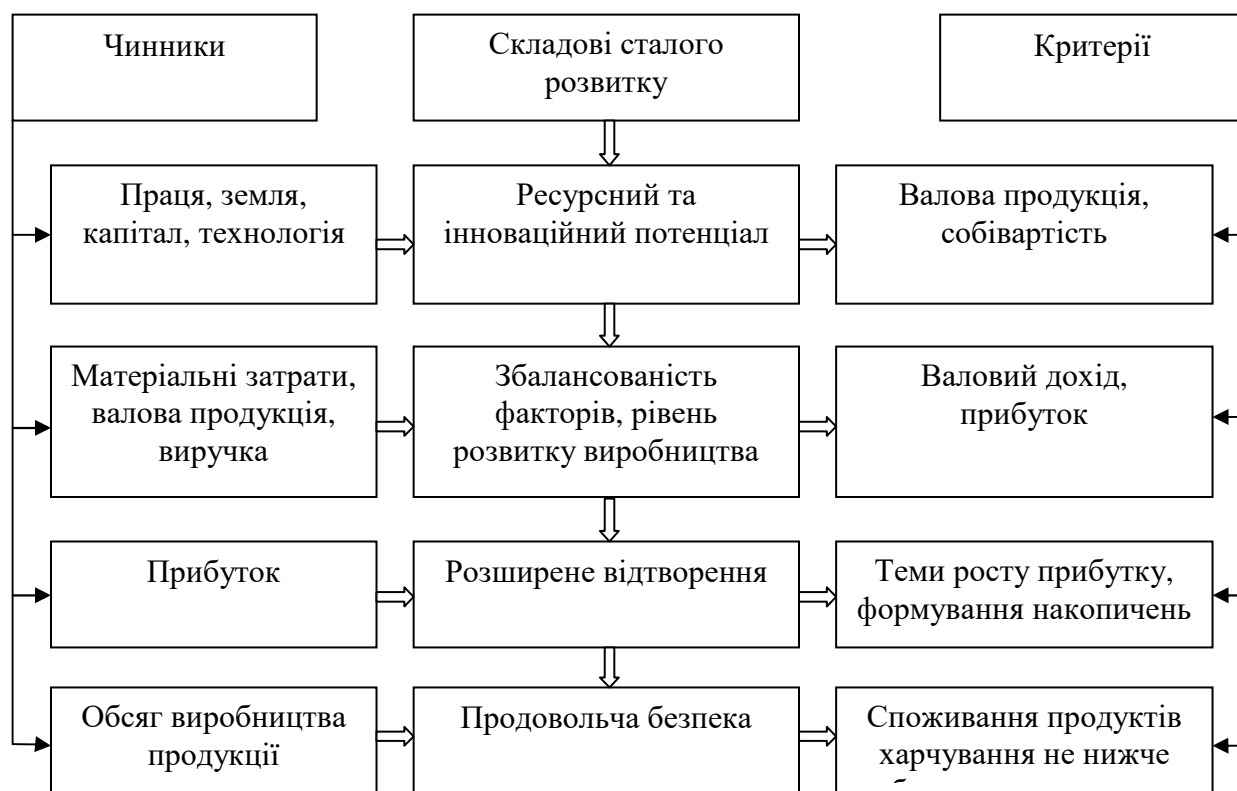 Чинники
Складові сталого
розвитку
Критерії
Праця, земля,
капітал, технологія
Ресурсний та
інноваційний потенціал
Валова продукція,
собівартість
Матеріальні затрати,
валова продукція,
виручка
Збалансованість
факторів, рівень
розвитку виробництва
Валовий дохід,
прибуток
Прибуток
Розширене відтворення
Теми росту прибутку,
формування накопичень
Обсяг виробництва
продукції
Продовольча безпека
Споживання продуктів
харчування не нижче